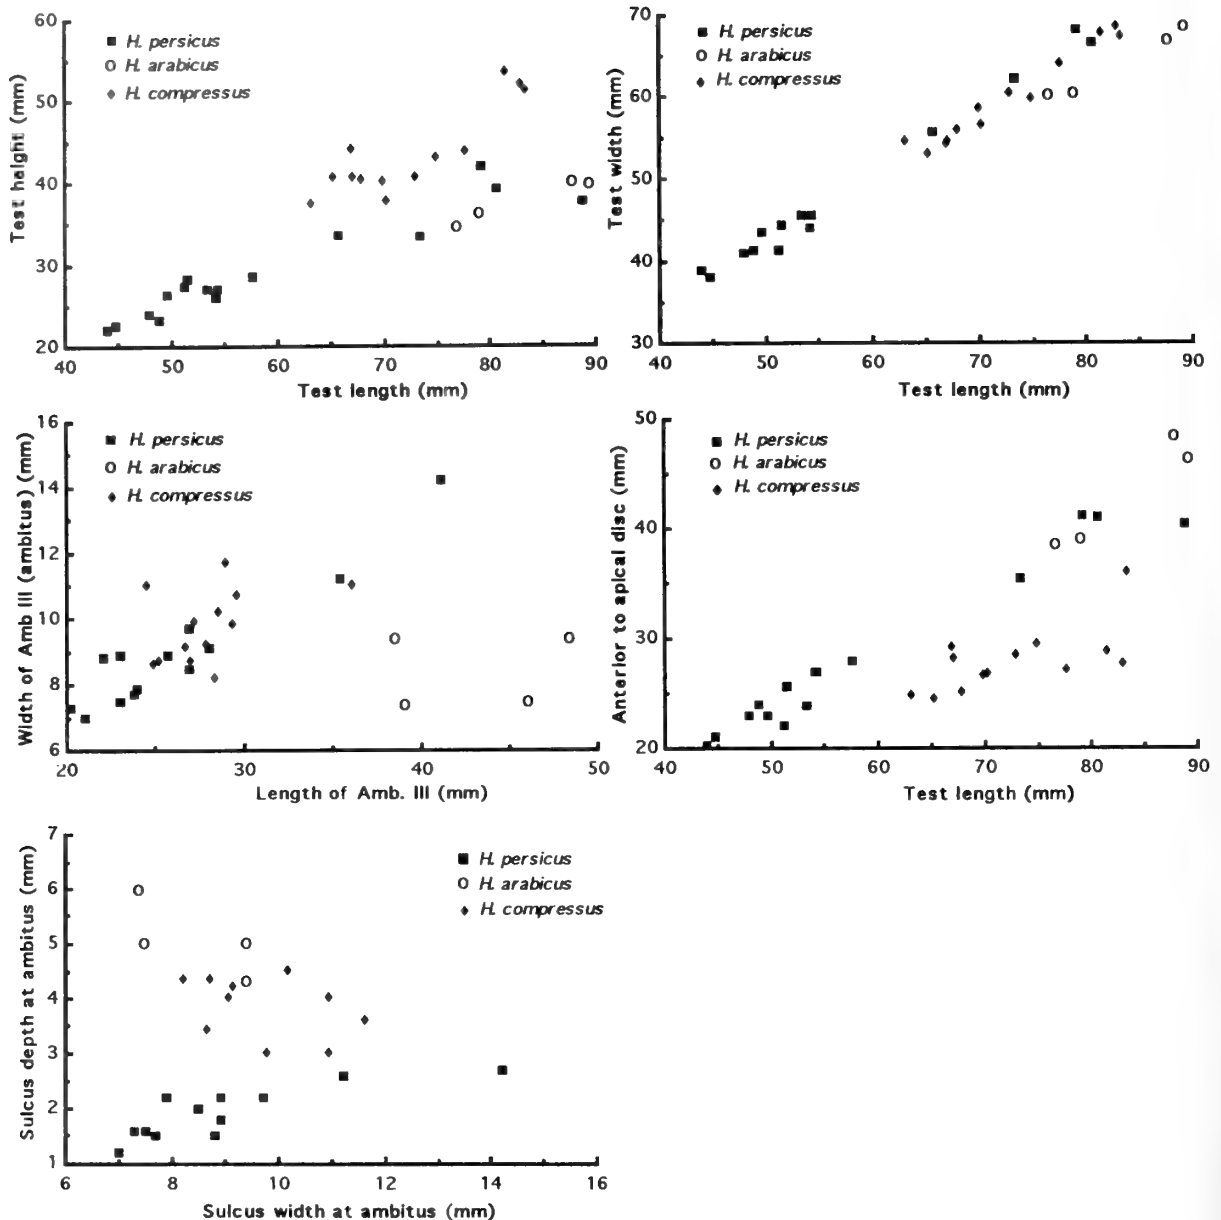 60
50
40
30
20
Test height (mm)
H. persicus
H. arabicus
H. compressus
40 50 60 70 80 90
Test length (mm)
70
60
50
40
30
Test width (mm)
H. persicus
H. arabicus
H. compressus
40 50 60 70 80 90
Test length (mm)
16
14
12
10
8
6
Width of Amb III (ambitus) (mm)
H. persicus
H. arabicus
H. compressus
20 30 40 50
Length of Amb. III (mm)
50
40
30
20
Anterior to apical disc (mm)
H. persicus
H. arabicus
H. compressus
40 50 60 70 80 90
Test length (mm)
7
6
5
4
3
2
1
Sulcus depth at ambitus (mm)
H. persicus
H. arabicus
H. compressus
6 8 10 12 14 16
Sulcus width at ambitus (mm)